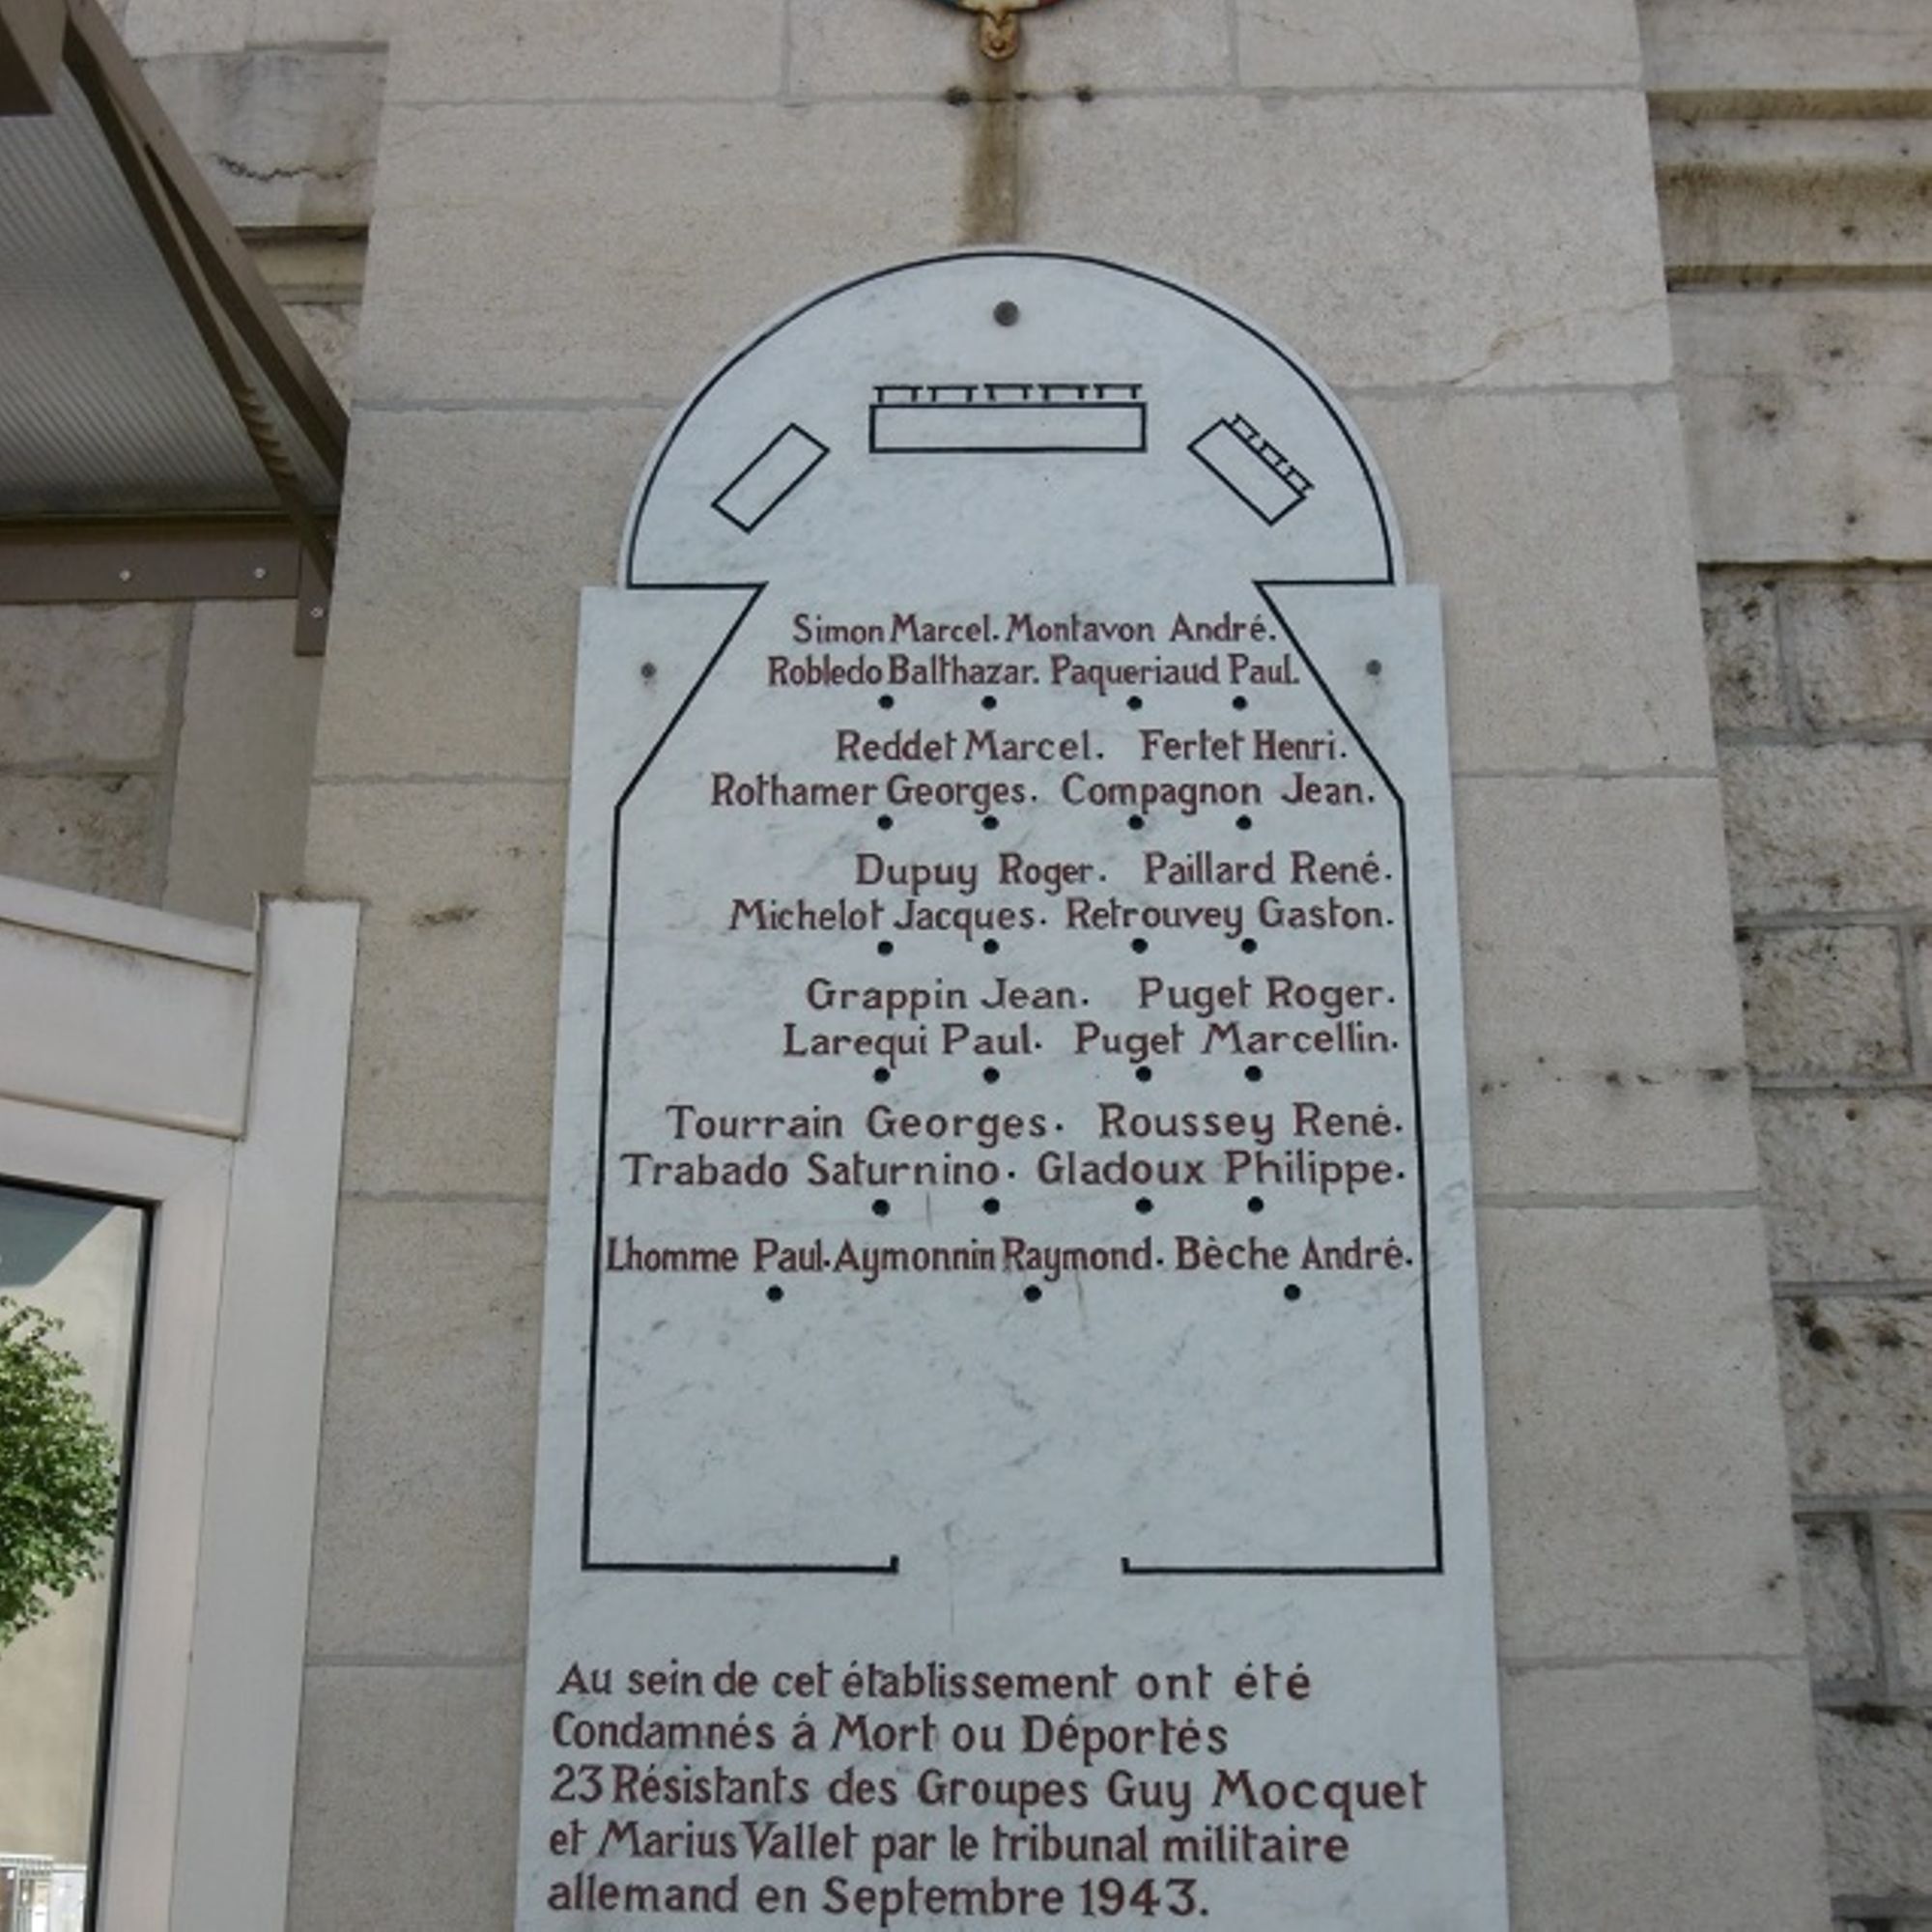 Simon Marcel. Montavon André.
Robledo Balthazar. Paqueriaud Paul.
Reddet Marcel. Fertet Henri.
Rothamer Georges. Compagnon Jean.
Dupuy Roger. Paillard René.
Michelot Jacques. Retrouvey Gaston.
Grappin Jean. Puget Roger.
Larequi Paul. Puget Marcellin.
Tourrain Georges. Roussey René.
Trabado Saturnino. Gladoux Philippe.
Lhomme Paul. Aymonnin Raymond. Bèche André.
Au sein de cet établissement ont été
Condamnés á Mort ou Déportés
23 Résistants des Groupes Guy Mocquet
et Marius Vallet par le tribunal militaire
allemand en Septembre 1943.